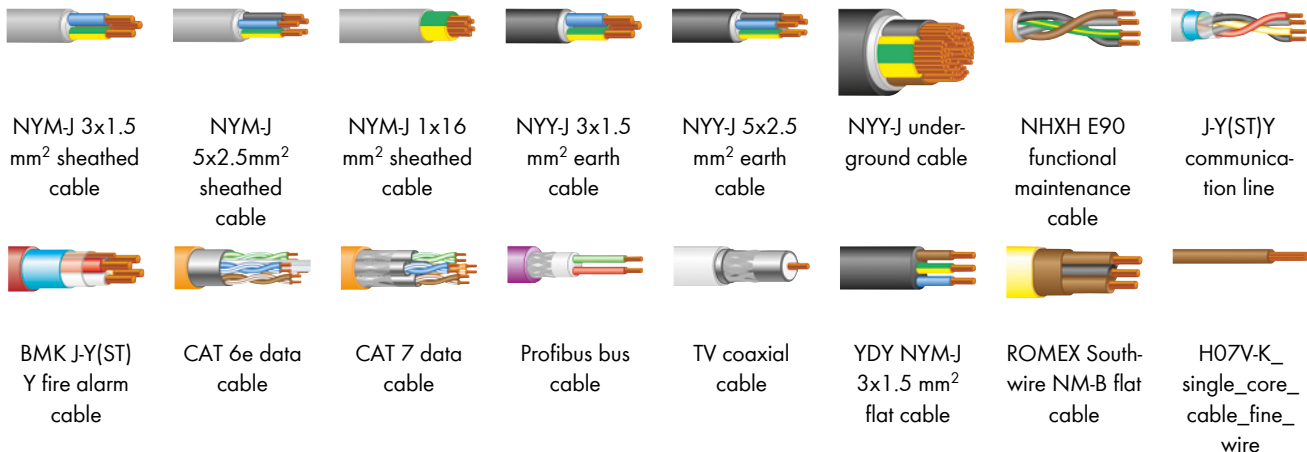 NYM-J 3x1.5
mm² sheathed
cable
NYM-J
5x2.5mm²
sheathed
cable
NYM-J 1x16
mm² sheathed
cable
NYY-J 3x1.5
mm² earth
cable
NYY-J 5x2.5
mm² earth
cable
NYY-J under-
ground cable
NHXH E90
functional
maintenance
cable
J-Y(ST)Y
communica-
tion line
BMK J-Y(ST)
Y fire alarm
cable
CAT 6e data
cable
CAT 7 data
cable
Profibus bus
cable
TV coaxial
cable
YDY NYM-J
3x1.5 mm²
flat cable
ROMEX South-
wire NM-B flat
cable
H07V-K_
single_core_
cable_fine_
wire